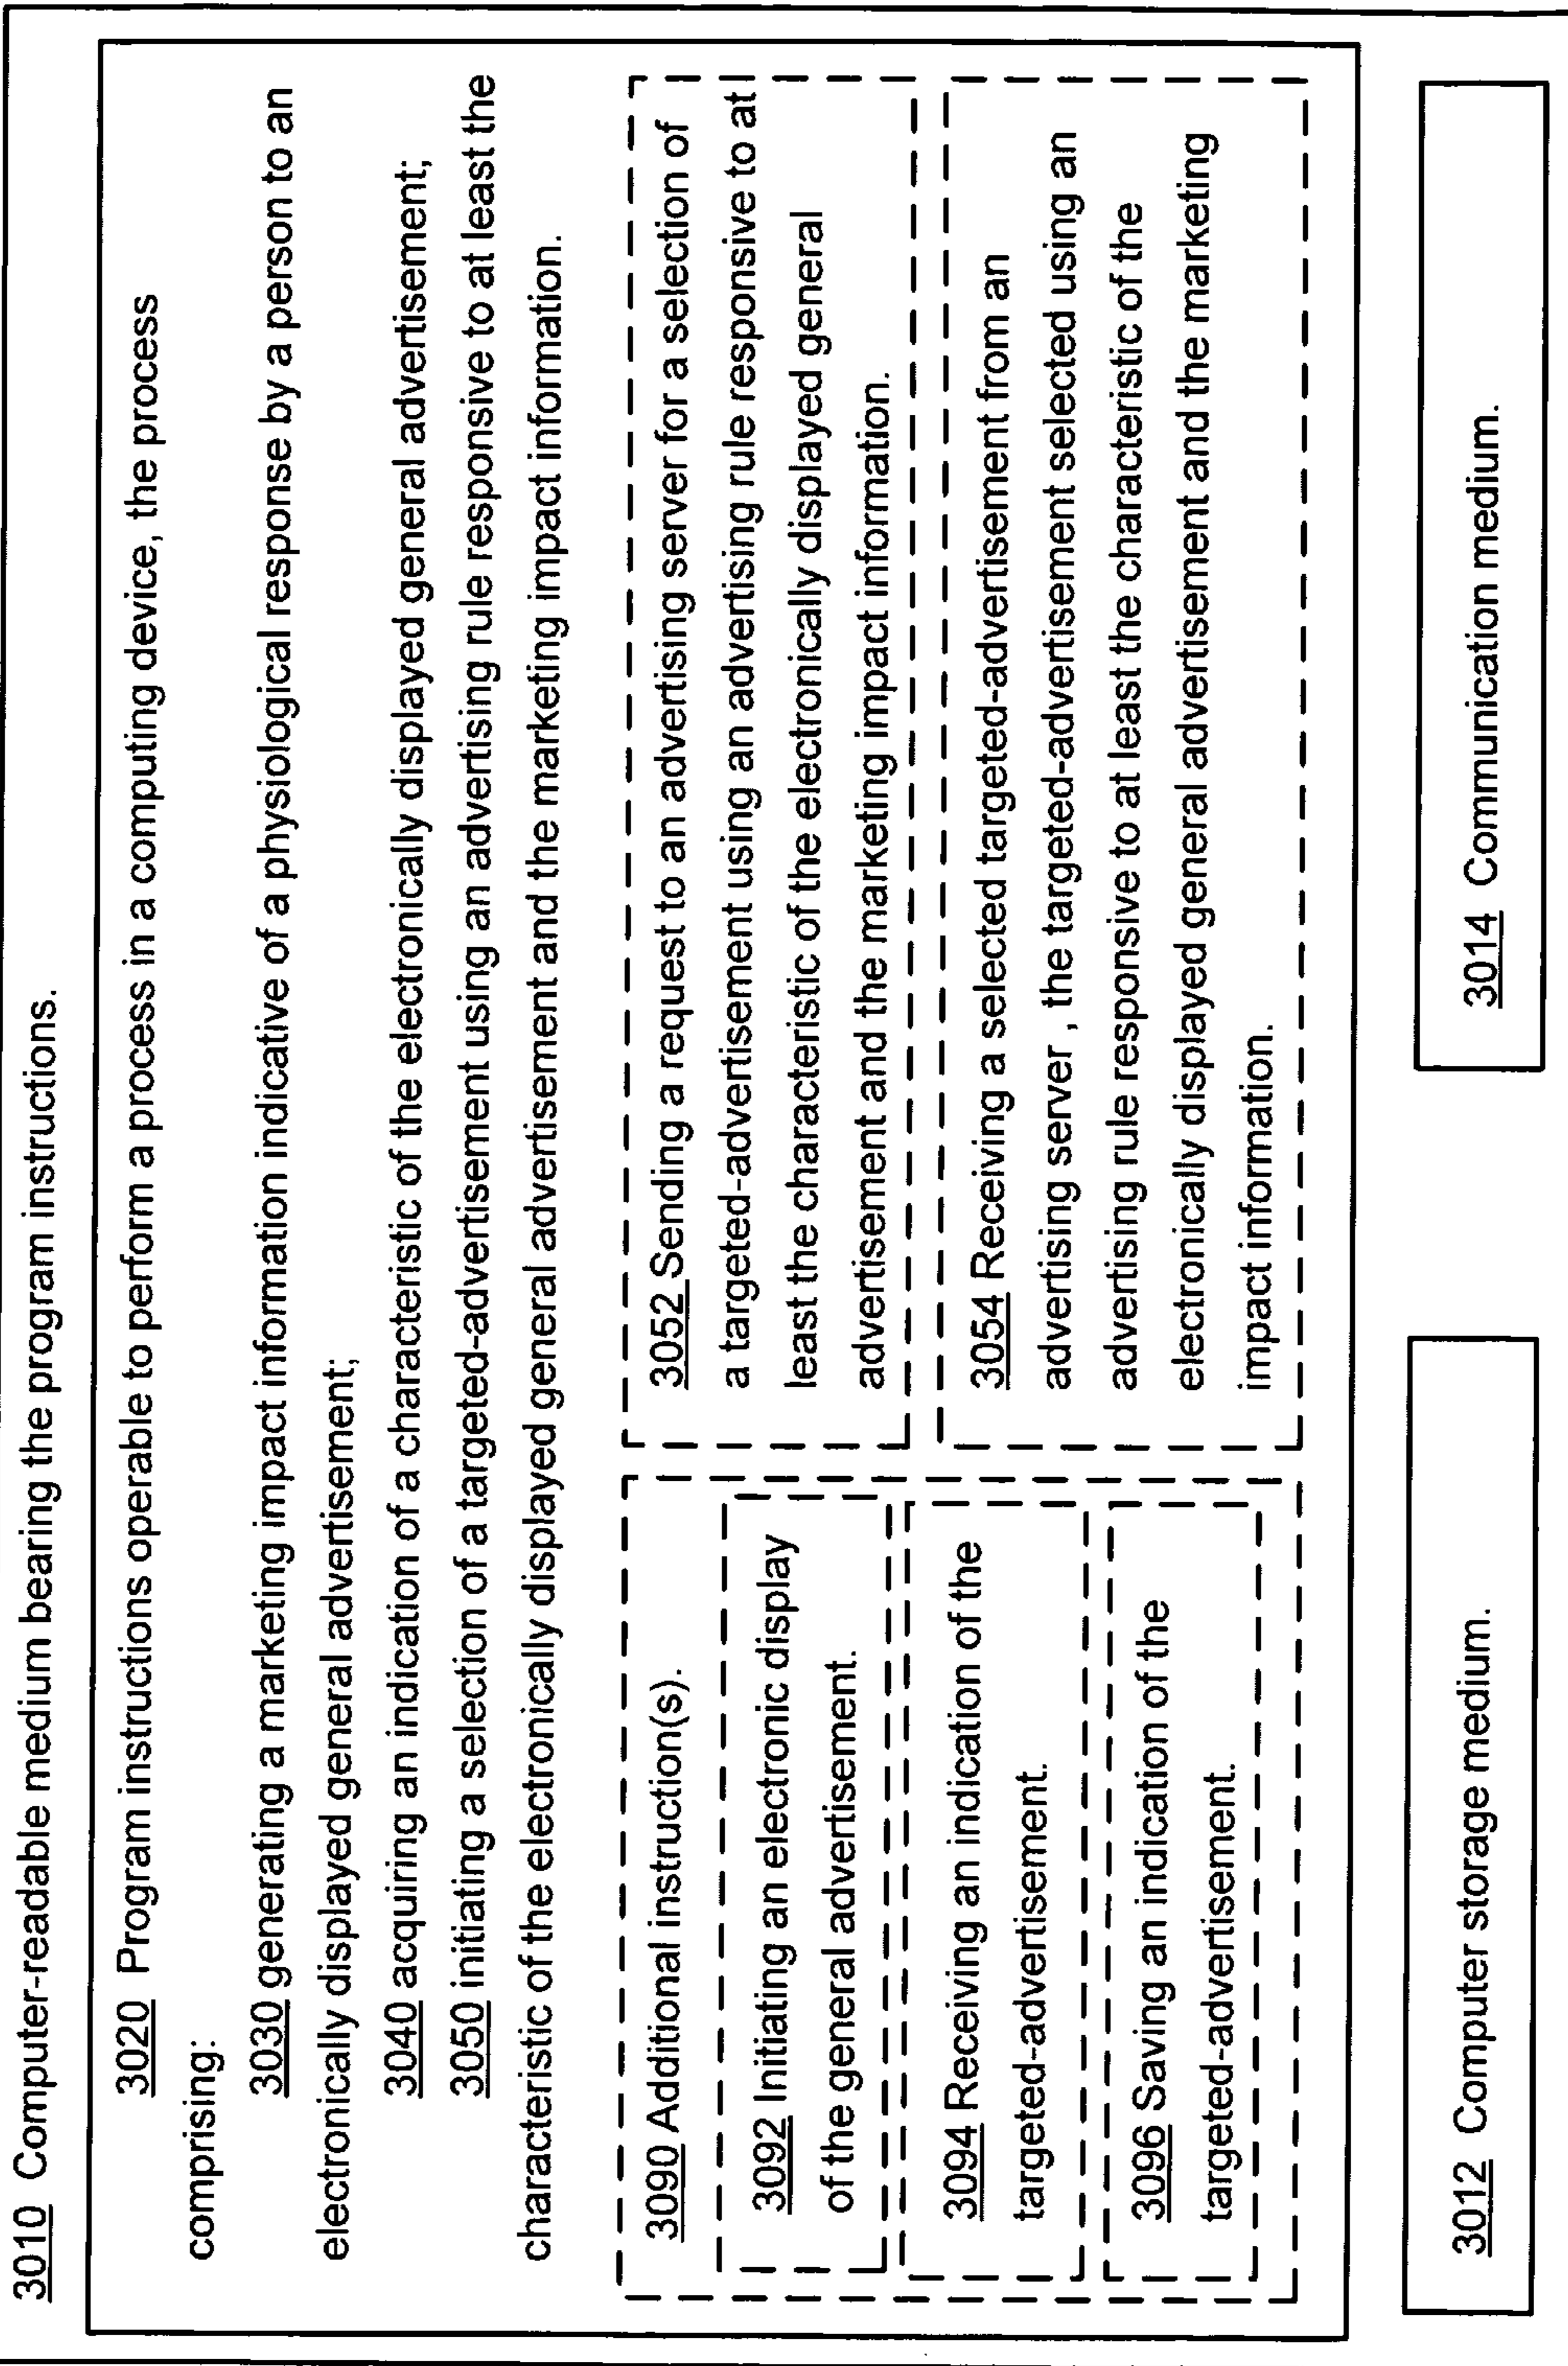 3010 Computer-readable medium bearing the program instructions.
3020 Program instructions operable to perform a process in a computing device, the process
comprising:
3030 generating a marketing impact information indicative of a physiological response by a person to an
electronically displayed general advertisement;
3040 acquiring an indication of a characteristic of the electronically displayed general advertisement;
3050 initiating a selection of a targeted-advertisement using an advertising rule responsive to at least the
characteristic of the electronically displayed general advertisement and the marketing impact information.
3090 Additional instruction(s).
3092 Initiating an electronic display
of the general advertisement.
3094 Receiving an indication of the
targeted-advertisement.
3096 Saving an indication of the
targeted-advertisement.
3052 Sending a request to an advertising server for a selection of
a targeted-advertisement using an advertising rule responsive to at
least the characteristic of the electronically displayed general
advertisement and the marketing impact information.
3054 Receiving a selected targeted-advertisement from an
advertising server , the targeted-advertisement selected using an
advertising rule responsive to at least the characteristic of the
electronically displayed general advertisement and the marketing
impact information.
3012 Computer storage medium.
3014 Communication medium.